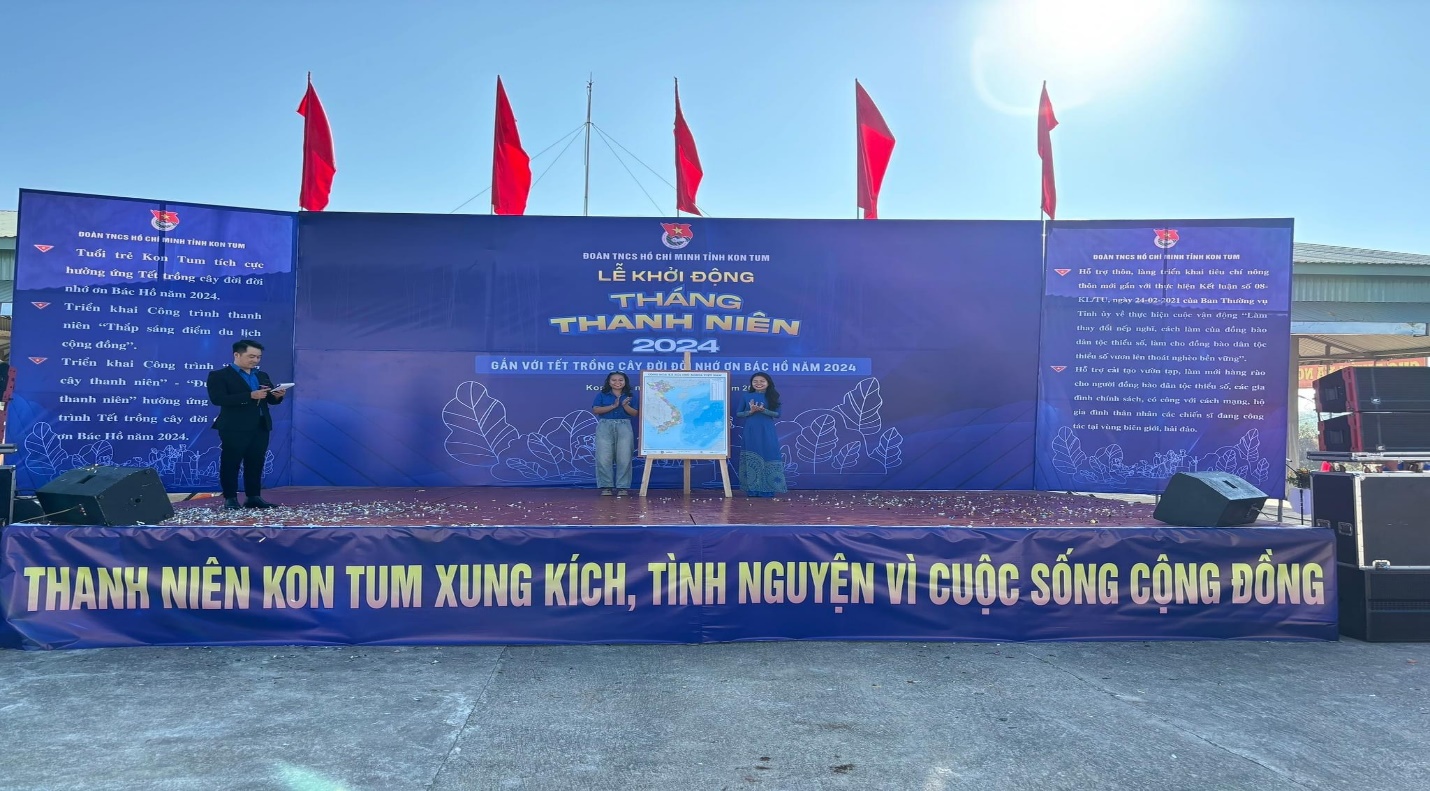 ĐOÀN TNCS HỒ CHÍ MINH TỈNH KON TUM
Tuổi trẻ Kon Tum tích cực
hưởng ứng Tết trồng cây đời đời
nhớ ơn Bác Hồ năm 2024.
Triển khai Công trình thanh
niên “Thắp sáng điểm du lịch
cộng đồng”.
Triển khai Công trình
cây thanh niên” - “Đư
thanh niên” hưởng ứng
trình Tết trồng cây đời
ơn Bác Hồ năm 2024.
ĐOÀN TNCS HỒ CHÍ MINH TỈNH KON TUM
LỄ KHỞI ĐỘNG
THÁNG
THANH NIÊN
2024
GẮN VỚI TẾT TRỒNG CÂY ĐỜI ĐỜI NHỚ ƠN BÁC HỒ NĂM 2024
ĐOÀN TNCS HỒ CHÍ MINH TỈNH KON TUM
Hỗ trợ thôn, làng triển khai tiêu chí nông
thôn mới gắn với thực hiện Kết luận số 08-
KL/TU, ngày 24-02-2021 của Ban Thường vụ
Tỉnh ủy về thực hiện cuộc vận động “Làm
thay đổi nếp nghĩ, cách làm của đồng bào
dân tộc thiểu số, làm cho đồng bào dân tộc
thiểu số vươn lên thoát nghèo bền vững”.
Hỗ trợ cải tạo vườn tạp, làm mới hàng rào
cho người đồng bào dân tộc thiểu số, các gia
đình chính sách, có công với cách mạng, hộ
gia đình thân nhân các chiến sĩ đang công
tác tại vùng biên giới, hải đảo.
THANH NIÊN KON TUM XUNG KÍCH, TÌNH NGUYỆN VÌ CUỘC SỐNG CỘNG ĐỒNG